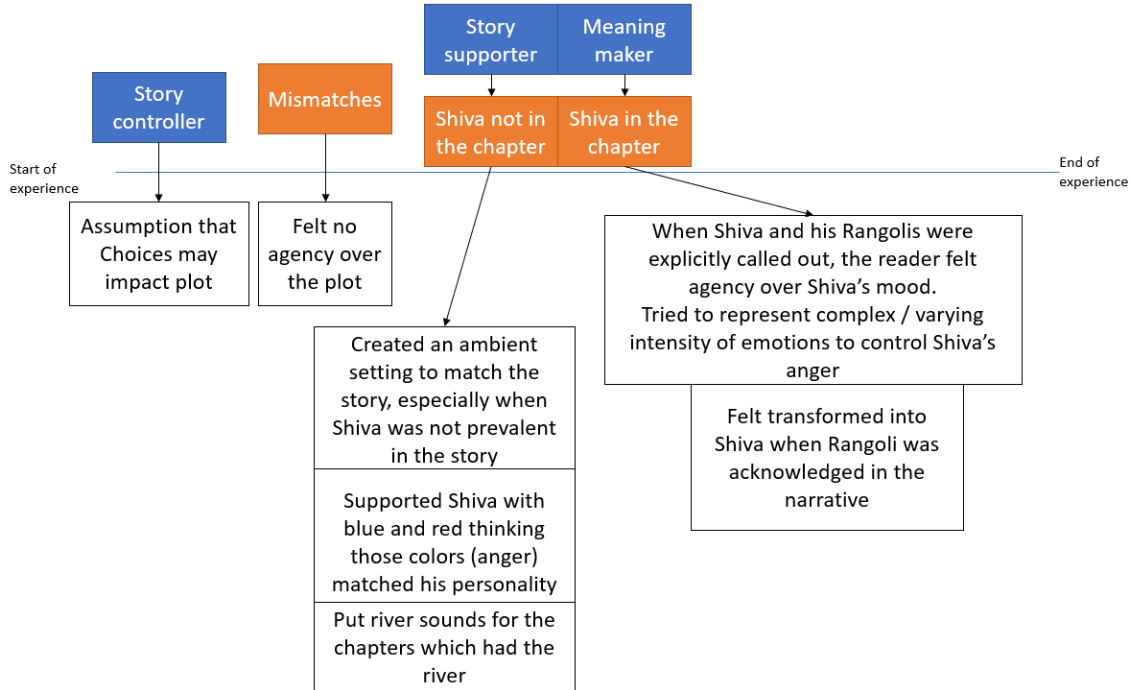 Story
supporter
Meaning
maker
Story
controller
Mismatches
Shiva not in
the chapter
Shiva in the
chapter
Start of
experience
End of
experience
Assumption that
Choices may
impact plot
Felt no
agency over
the plot
When Shiva and his Rangolis were
explicitly called out, the reader felt
agency over Shiva’s mood.
Tried to represent complex / varying
intensity of emotions to control Shiva’s
anger
Created an ambient
setting to match the
story, especially when
Shiva was not prevalent
in the story
Felt transformed into
Shiva when Rangoli was
acknowledged in the
narrative
Supported Shiva with
blue and red thinking
those colors (anger)
matched his personality
Put river sounds for the
chapters which had the
river